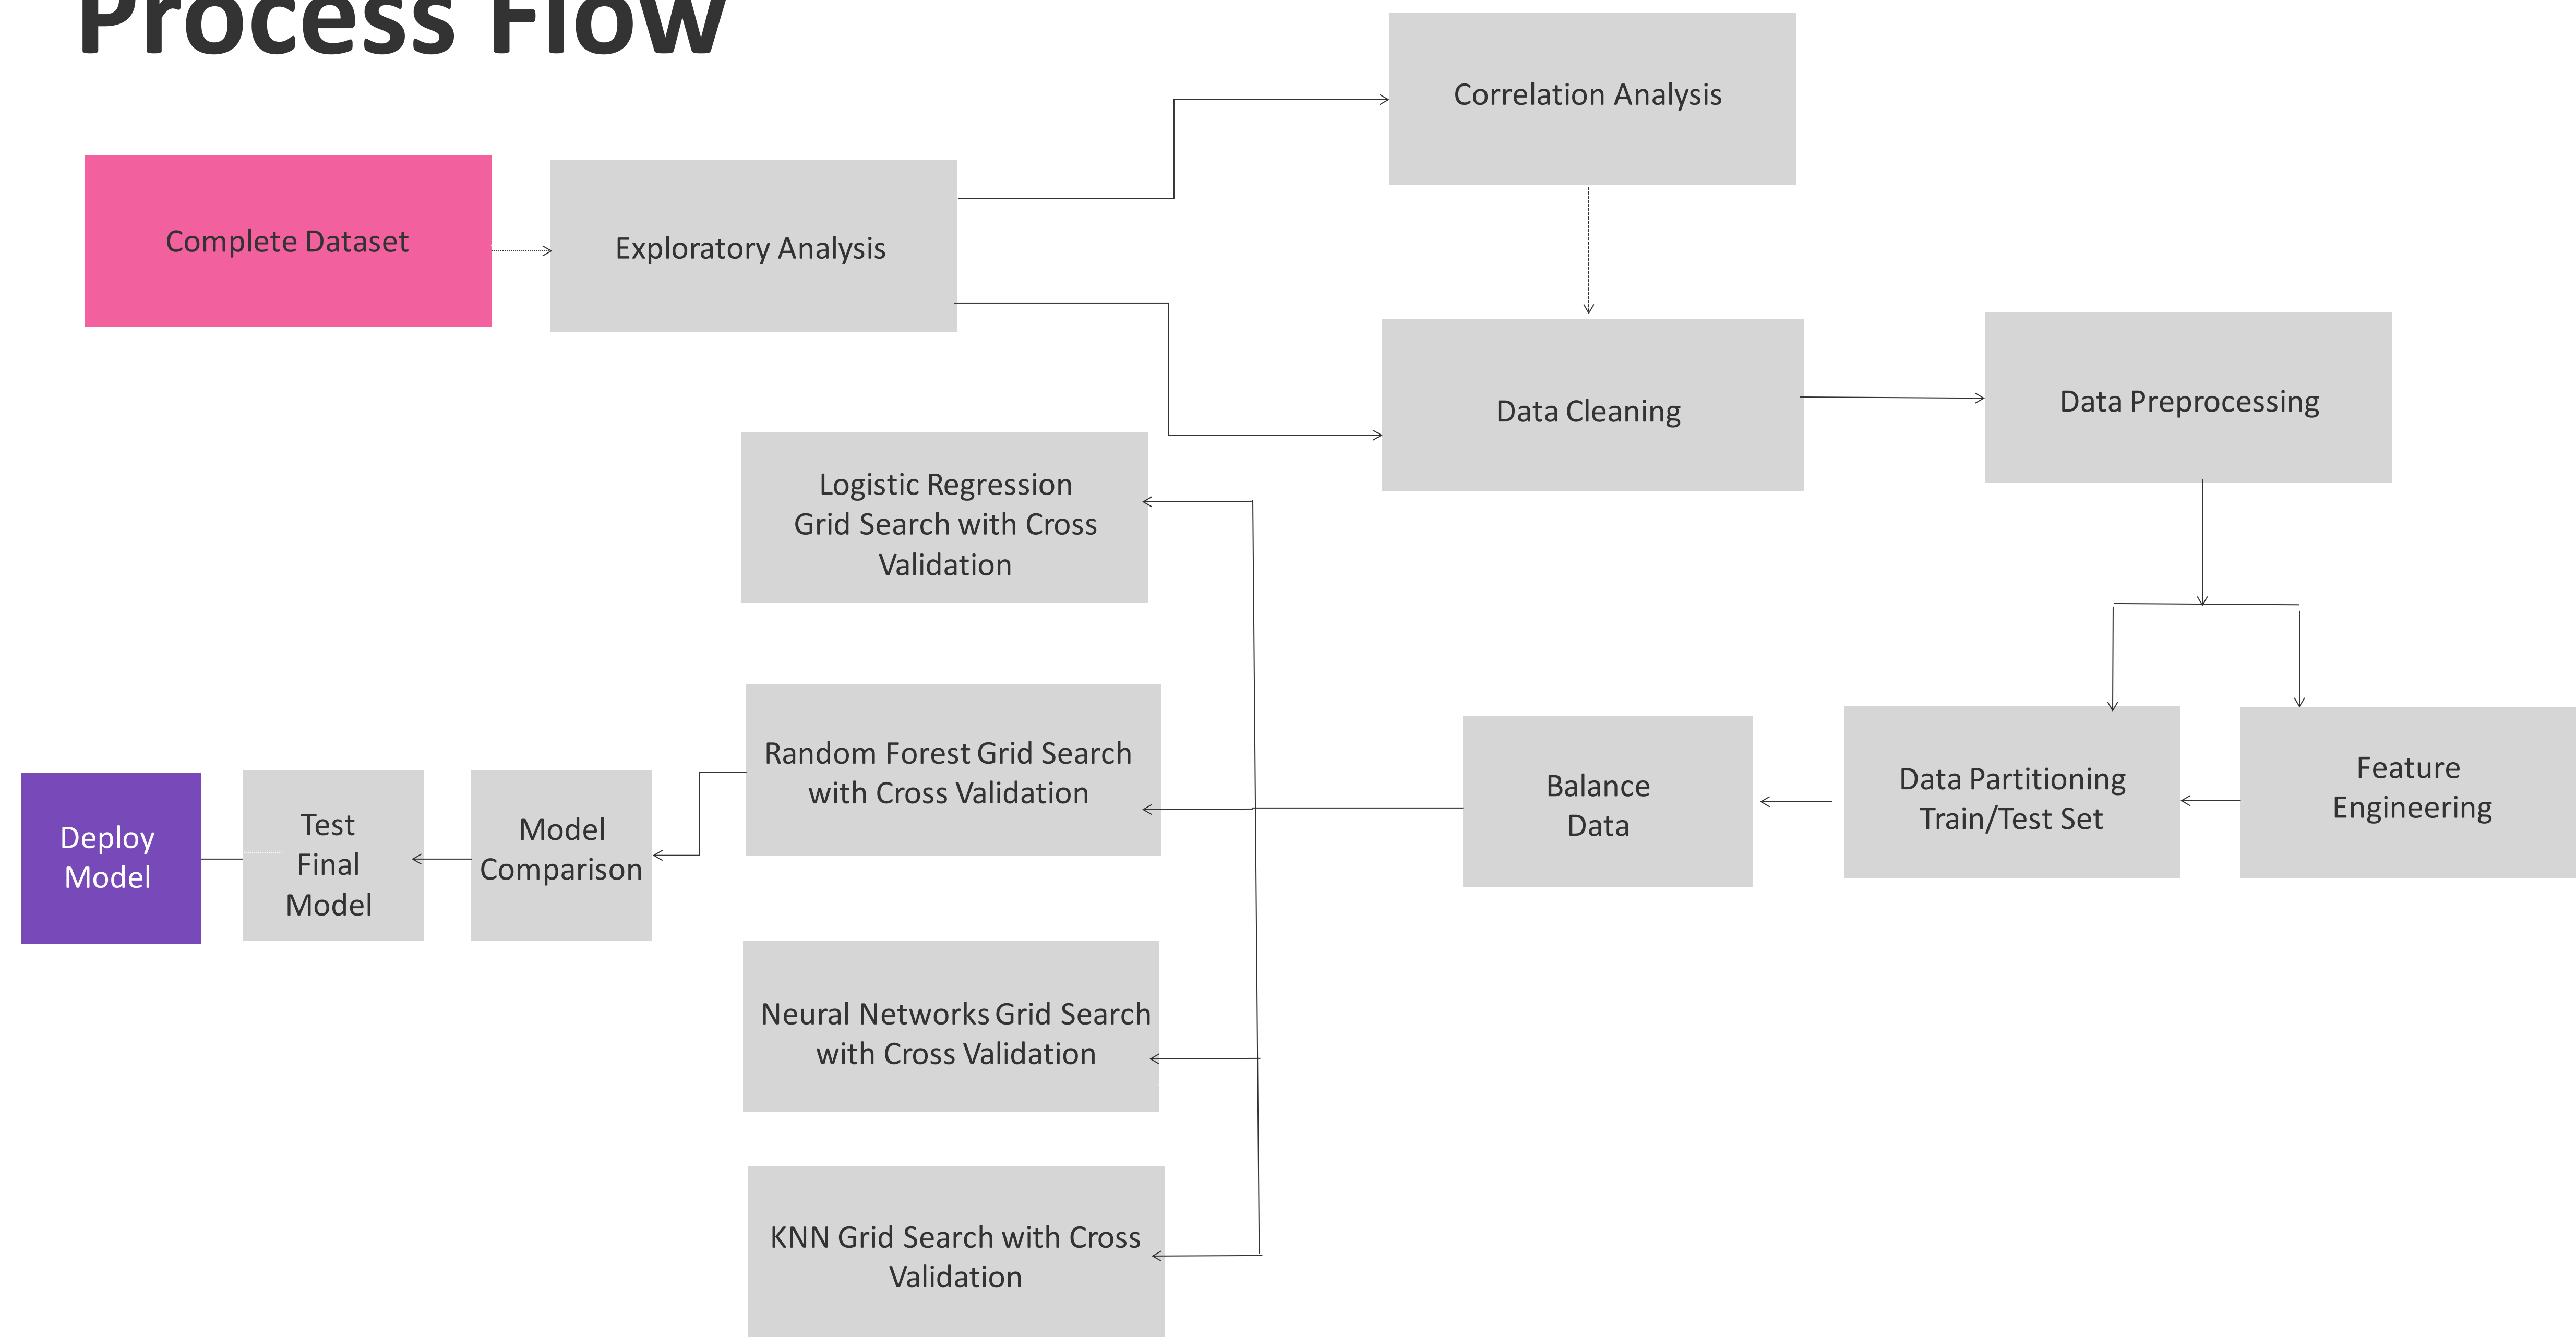 Process Flow
Correlation Analysis
Complete Dataset
Exploratory Analysis
Data Cleaning
Data Preprocessing
Logistic Regression
Grid Search with Cross
Validation
Random Forest Grid Search
with Cross Validation
Balance
Data
Data Partitioning
Train/Test Set
Feature
Engineering
Deploy
Model
Test
Final
Model
Model
Comparison
Neural Networks Grid Search
with Cross Validation
KNN Grid Search with Cross
Validation